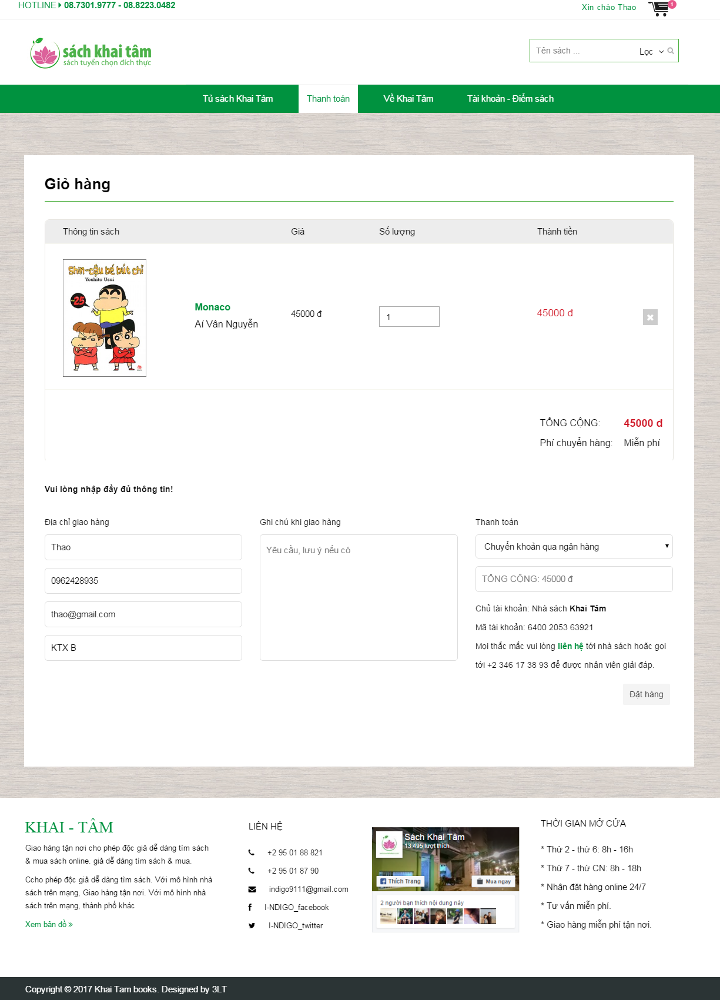 HOTLINE 08.7301.9777 - 08.8223.0482
Xin chào Thao
1
sách khai tâm
sách tuyển chọn đích thực
Tên sách ...
Lọc
Tủ sách Khai Tâm
Thanh toán
Về Khai Tâm
Tài khoản - Điểm sách
Giỏ hàng
Thông tin sách
Giá
Số lượng
Thành tiền
Shin-cậu bé bút chì
Yoshito Usui
25
Monaco
Aí Vân Nguyễn
45000 đ
1
45000 đ
TỔNG CỘNG: 45000 đ
Phí chuyển hàng: Miễn phí
Vui lòng nhập đầy đủ thông tin!
Địa chỉ giao hàng
Thao
0962428935
thao@gmail.com
KTX B
Ghi chú khi giao hàng
Yêu cầu, lưu ý nếu có
Thanh toán
Chuyển khoản qua ngân hàng
TỔNG CỘNG: 45000 đ
Chủ tài khoản: Nhà sách Khai Tâm
Mã tài khoản: 6400 2053 63921
Mọi thắc mắc vui lòng liên hệ tới nhà sách hoặc gọi
tới +2 346 17 38 93 để được nhân viên giải đáp.
Đặt hàng
KHAI - TÂM
Giao hàng tận nơi cho phép độc giả dễ dàng tìm sách
& mua sách online. giả dễ dàng tìm sách & mua.
Ccho phép độc giả dễ dàng tìm sách. Với mô hình nhà
sách trên mạng, Giao hàng tận nơi. Với mô hình nhà
sách trên mạng, thành phố khác
Xem bản đồ
LIÊN HỆ
+2 95 01 88 821
+2 95 01 87 90
indigo9111@gmail.com
I-NDIGO_facebook
I-NDIGO_twitter
Sách Khai Tâm
13.495 lượt thích
Thích Trang
Mua ngay
2 người bạn thích nội dung này
THỜI GIAN MỞ CỬA
* Thứ 2 - thứ 6: 8h - 16h
* Thứ 7 - thứ CN: 8h - 18h
* Nhận đặt hàng online 24/7
* Tư vấn miễn phí.
* Giao hàng miễn phí tận nơi.
Copyright © 2017 Khai Tam books. Designed by 3LT